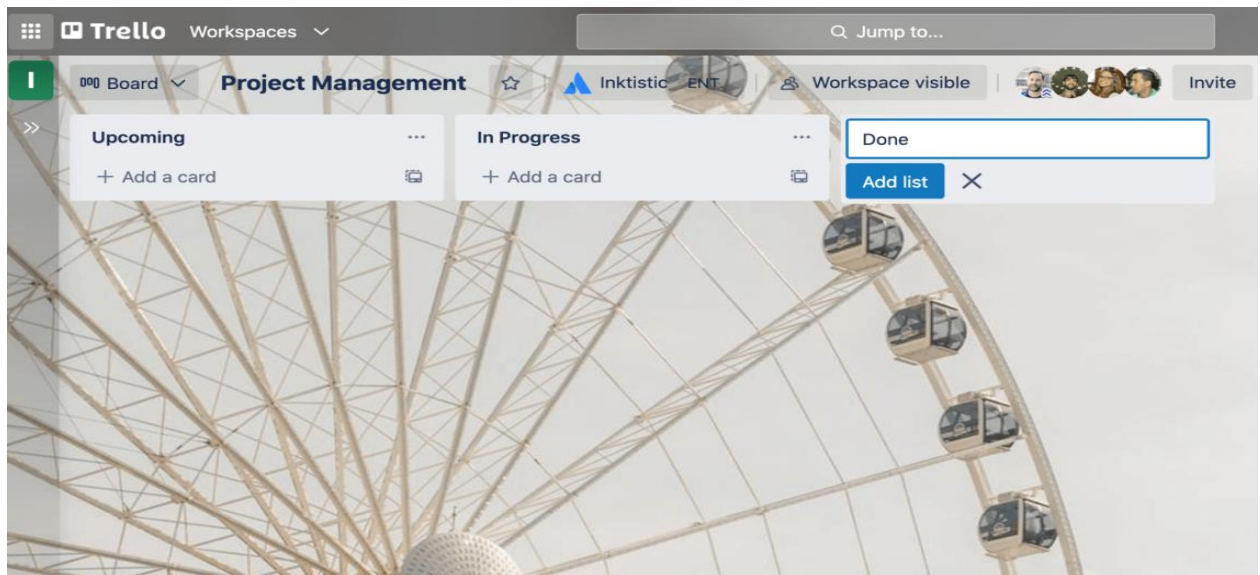 Trello Workspaces Jump to...
I Board Project Management Inktistic ENT Workspace visible Invite
Upcoming In Progress Done
+ Add a card + Add a card Add list